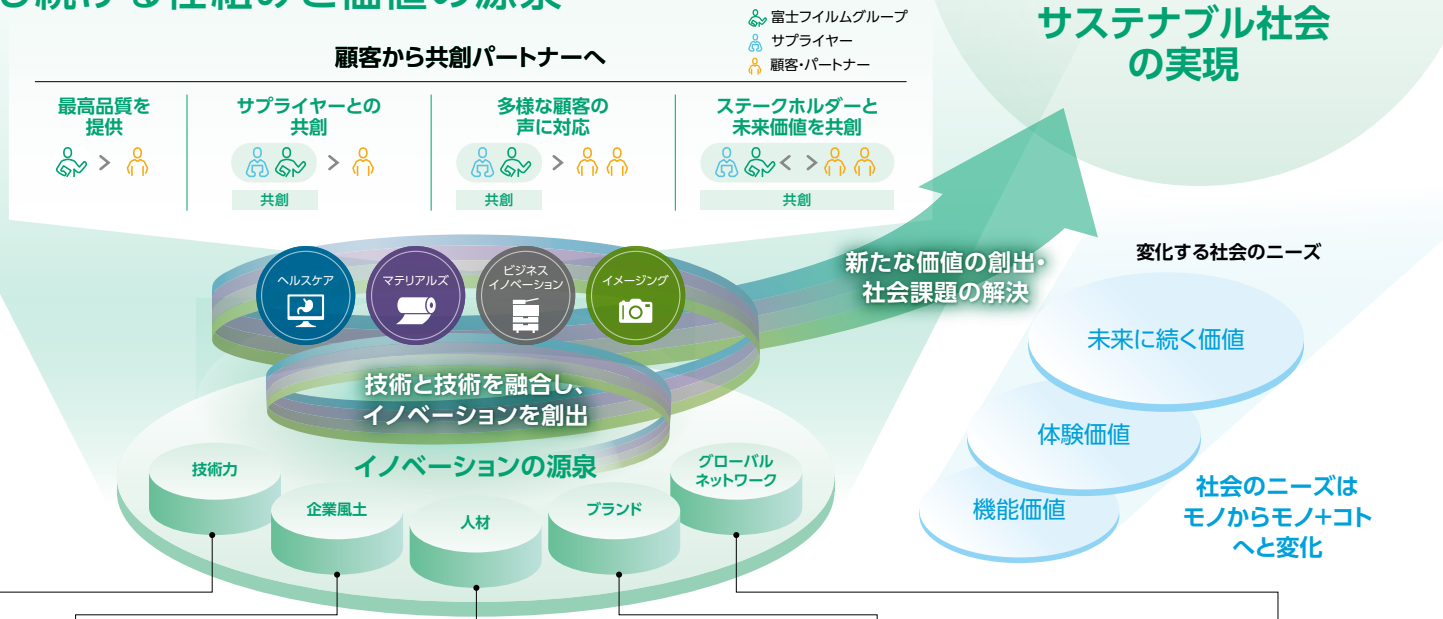 し続ける仕組みと価値の源泉
富士フイルムグループ
サプライヤー
顧客・パートナー
顧客から共創パートナーへ
最高品質を
提供
サプライヤーとの
共創
共創
多様な顧客の
声に対応
共創
ステークホルダーと
未来価値を共創
共創
サステナブル社会
の実現
新たな価値の創出・
社会課題の解決
ヘルスケア
マテリアルズ
ビジネス
イノベーション
イメージング
技術と技術を融合し、
イノベーションを創出
イノベーションの源泉
技術力
企業風土
人材
ブランド
グローバル
ネットワーク
変化する社会のニーズ
未来に続く価値
体験価値
機能価値
社会のニーズは
モノからモノ+コト
へと変化